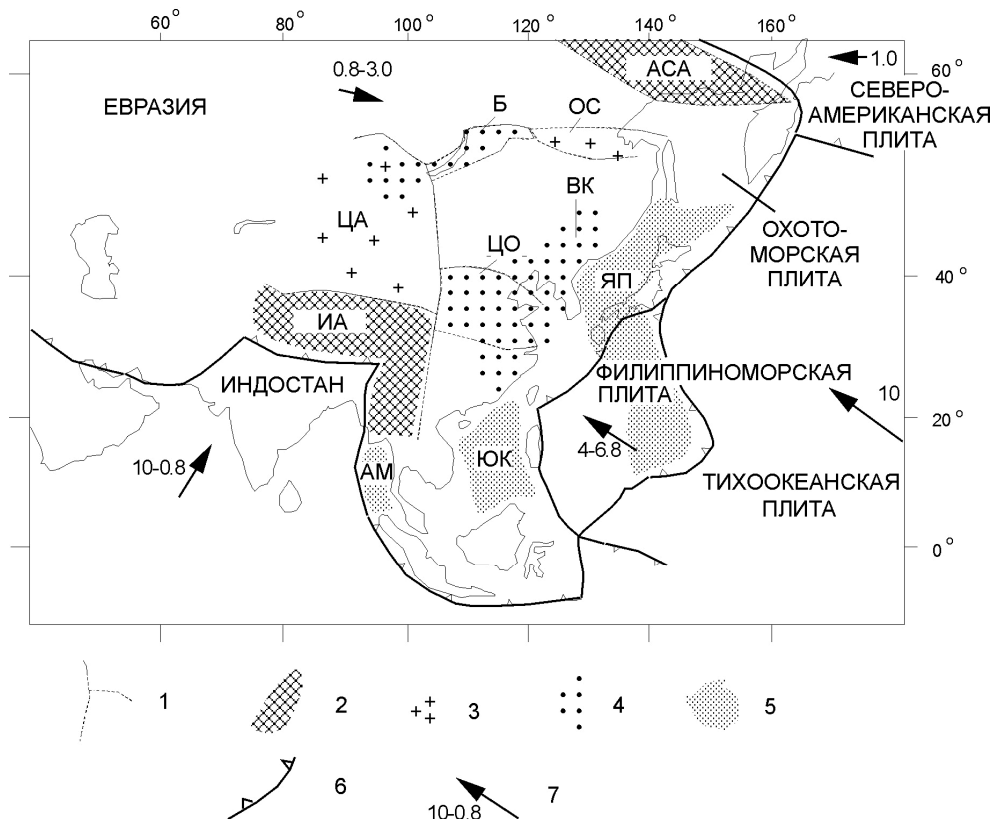 60°
80°
100°
120°
140°
160°
0.8-3.0
1.0
60°
АСА
ЕВРАЗИЯ
Б
ОС
СЕВЕРО-
АМЕРИКАНСКАЯ
ПЛИТА
ВК
ЦА
ЦО
ОХОТО-
МОРСКАЯ
ПЛИТА
40°
ЯП
ИА
ИНДОСТАН
ФИЛИППИНОМОРСКАЯ
ПЛИТА
10
20°
10-0.8
4-6.8
АМ
ЮК
ТИХООКЕАНСКАЯ
ПЛИТА
0°
1
2
3
4
5
6
10-0.8
7